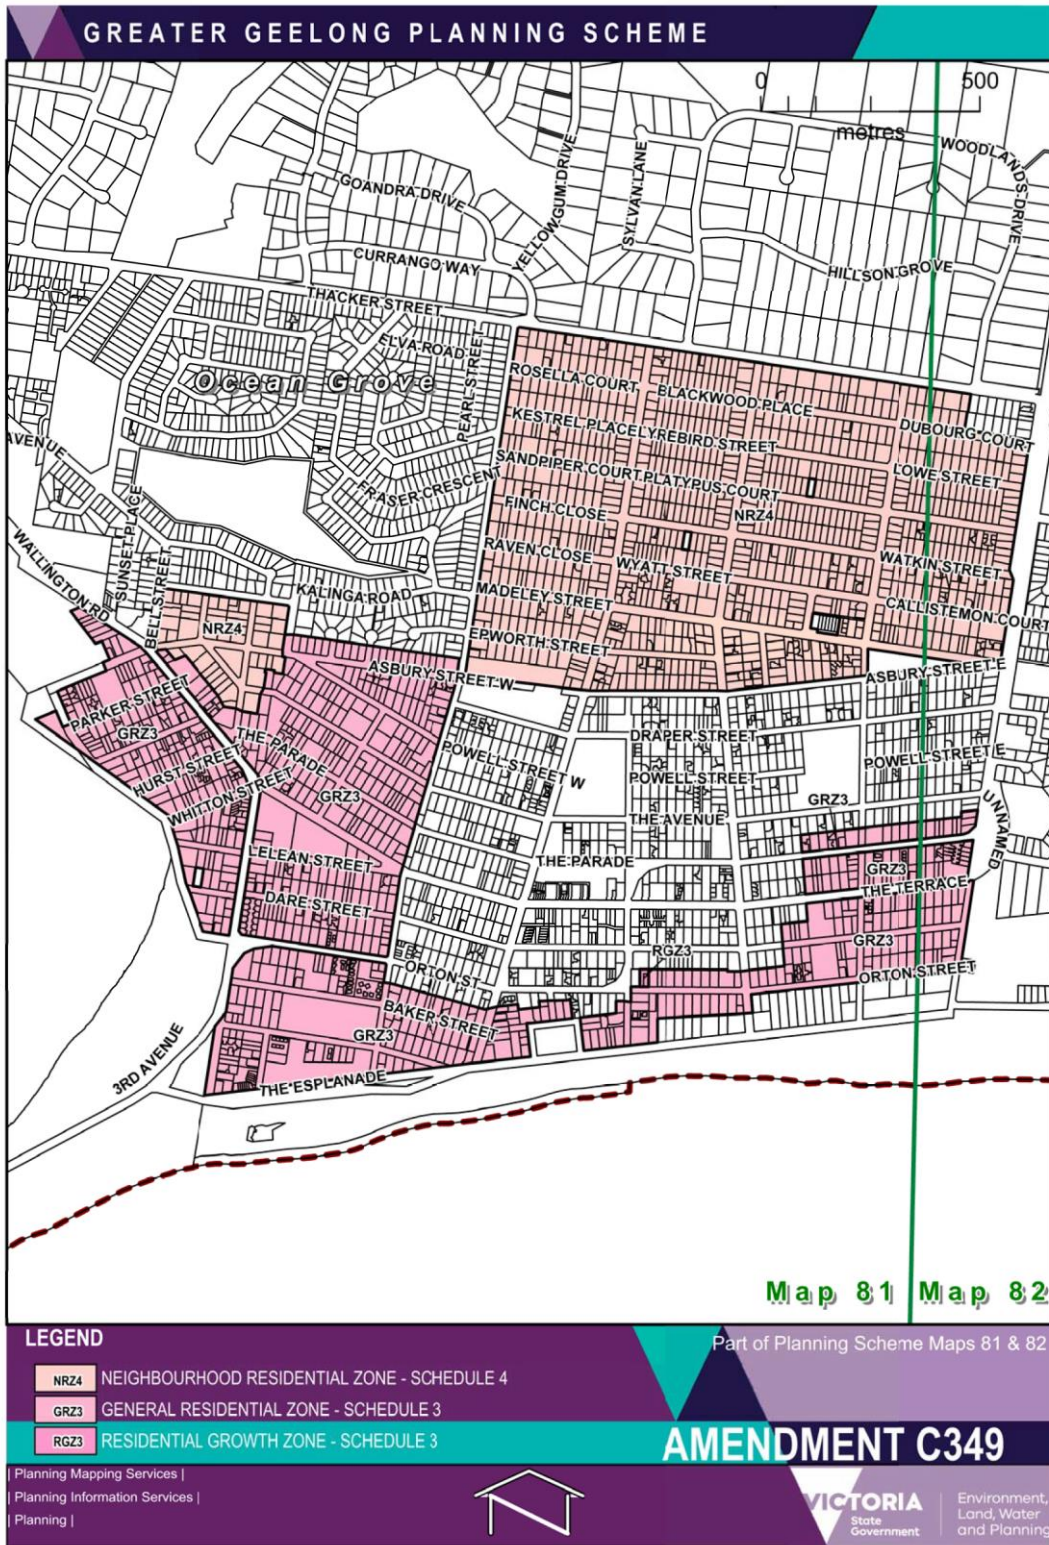 GREATER GEELONG PLANNING SCHEME
0 500
metres
WOODLANDS DRIVE
GOANDRA DRIVE
YELLOW GUM DRIVE
SYLVAN LANE
CURRANGO WAY
HILLSON GROVE
THACKER STREET
ELVA ROAD
PEARL STREET
Ocean Grove
ROSELLA COURT
BLACKWOOD PLACE
KESTREL PLACE
LYREBIRD STREET
DUBOURG COURT
AVENUE
FRASER CRESCENT
SANDPIPER COURT
PLATYPUS COURT
LOWE STREET
FINCH CLOSE
NRZ4
SUNSET PLACE
WALLINGTON RD
BELL STREET
RAVEN CLOSE
WYATT STREET
WATKIN STREET
KALINGA ROAD
MADELEY STREET
CALLISTEMON COURT
NRZ4
EPWORTH STREET
ASBURY STREET W
ASBURY STREET E
PARKER STREET
GRZ3
THE PARADE
DRAPER STREET
HURST STREET
POWELL STREET W
POWELL STREET
POWELL STREET E
WHITTON STREET
GRZ3
GRZ3
UNNAMED
THE AVENUE
LELEAN STREET
THE PARADE
GRZ3
THE TERRACE
DARE STREET
RGZ3
GRZ3
ORTON ST
ORTON STREET
BAKER STREET
GRZ3
3RD AVENUE
THE ESPLANADE
Map 81 Map 82
LEGEND
Part of Planning Scheme Maps 81 & 82
NRZ4 NEIGHBOURHOOD RESIDENTIAL ZONE - SCHEDULE 4
GRZ3 GENERAL RESIDENTIAL ZONE - SCHEDULE 3
RGZ3 RESIDENTIAL GROWTH ZONE - SCHEDULE 3
AMENDMENT C349
| Planning Mapping Services |
| Planning Information Services |
| Planning |
N
VICTORIA
State
Government
Environment,
Land, Water
and Planning